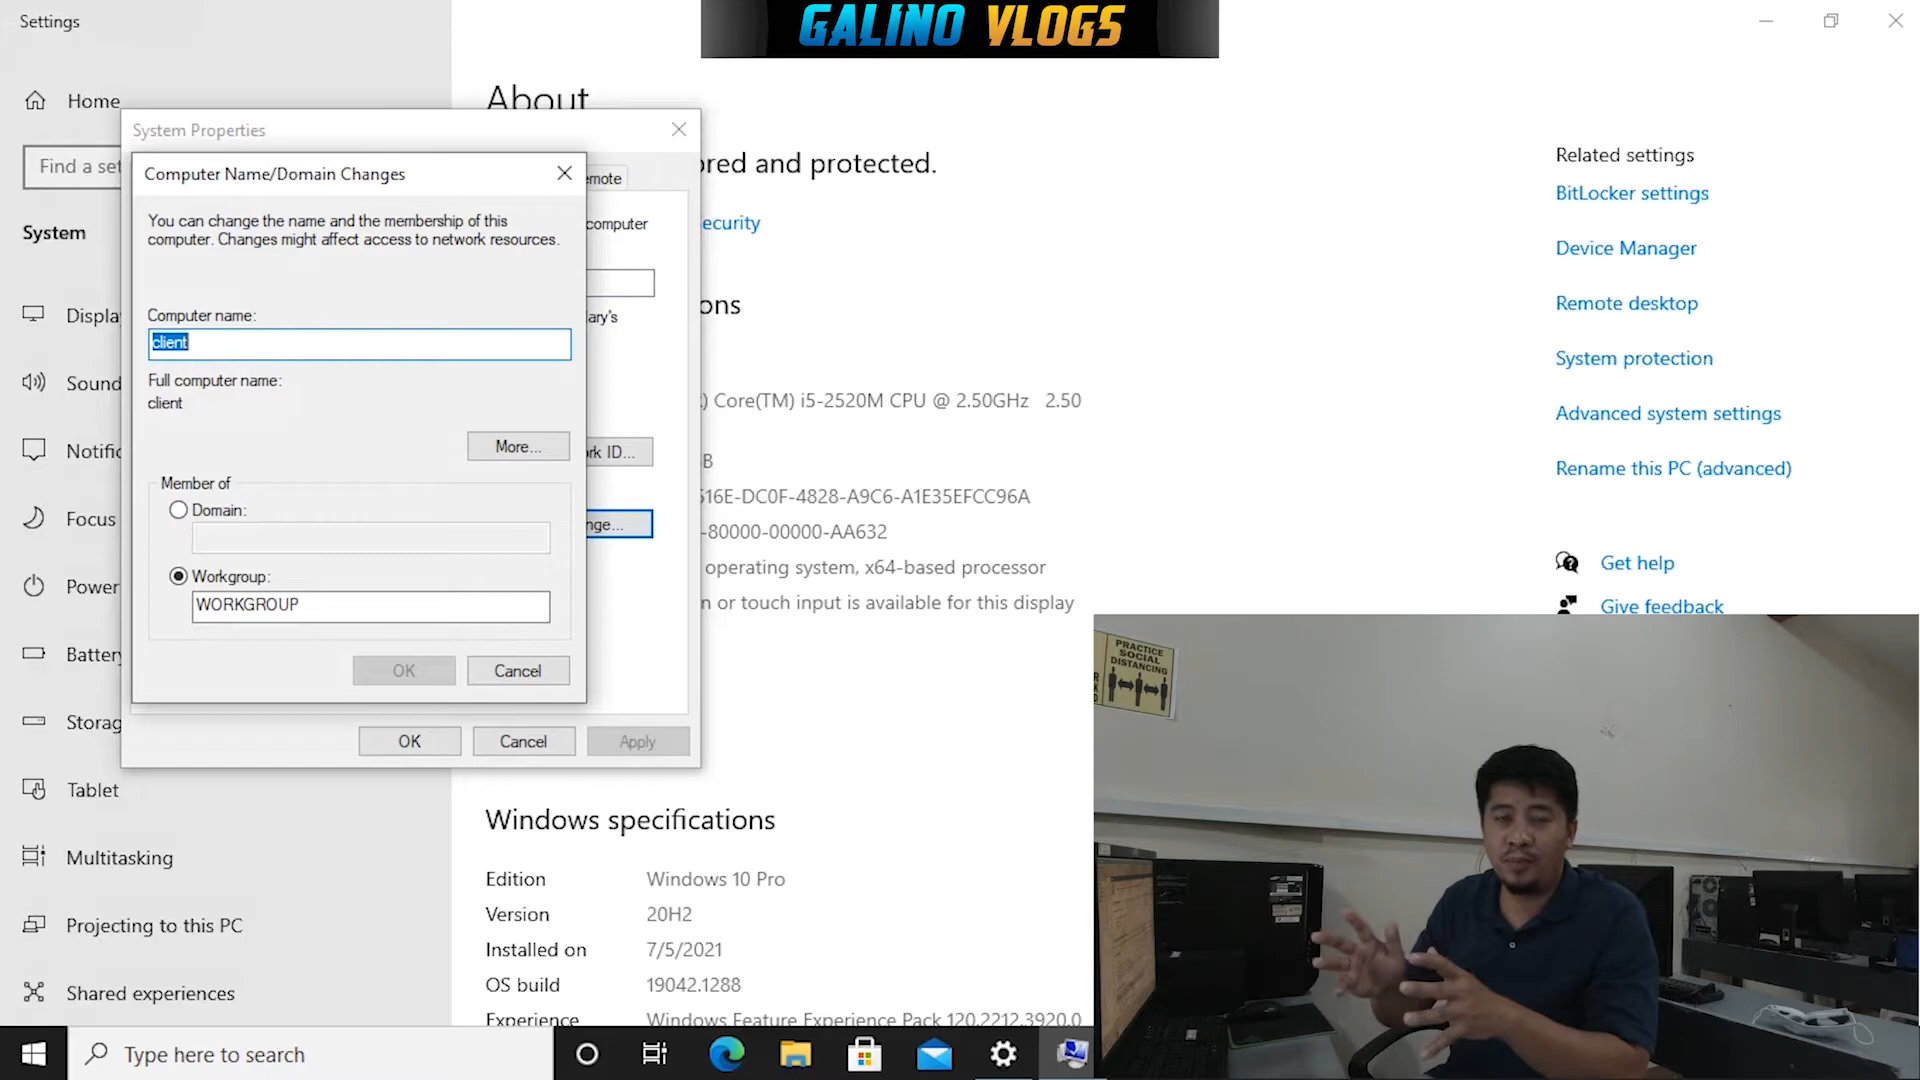 Settings
GALINO VLOGS
Home
Find a set
System
Display
Sound
Notific
Focus
Power
Battery
Storag
Tablet
Multitasking
Projecting to this PC
Shared experiences
System Properties
emote
computer
ary's
rk ID...
nge...
OK
Cancel
Apply
Computer Name/Domain Changes
You can change the name and the membership of this
computer. Changes might affect access to network resources.
Computer name:
client
Full computer name:
client
More...
Member of
Domain:
Workgroup:
WORKGROUP
OK
Cancel
About
ored and protected.
ecurity
ons
) Core(TM) i5-2520M CPU @ 2.50GHz 2.50
B
516E-DC0F-4828-A9C6-A1E35EFCC96A
-80000-00000-AA632
operating system, x64-based processor
n or touch input is available for this display
Windows specifications
Edition Windows 10 Pro
Version 20H2
Installed on 7/5/2021
OS build 19042.1288
Experience Windows Feature Experience Pack 120.2212.3920.0
Related settings
BitLocker settings
Device Manager
Remote desktop
System protection
Advanced system settings
Rename this PC (advanced)
Get help
Give feedback
PRACTICE
SOCIAL
DISTANCING
Type here to search